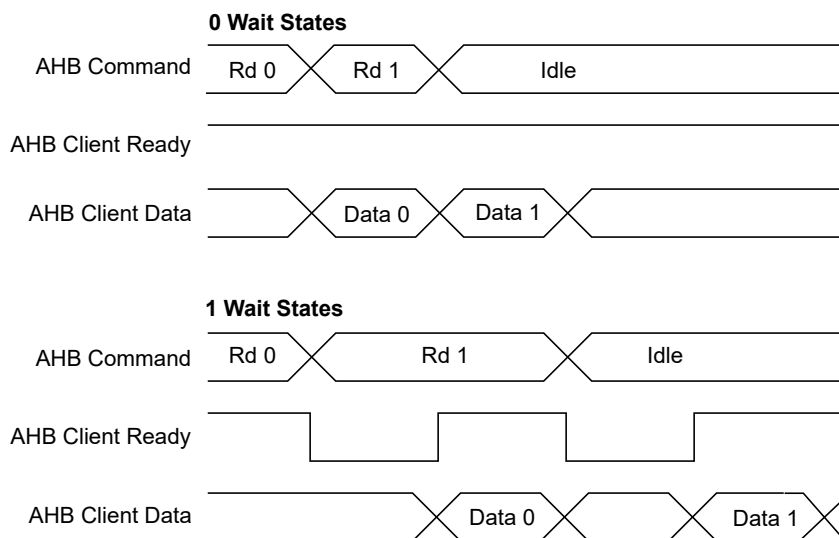 0 Wait States
AHB Command Rd 0 Rd 1 Idle
AHB Client Ready
AHB Client Data Data 0 Data 1
1 Wait States
AHB Command Rd 0 Rd 1 Idle
AHB Client Ready
AHB Client Data Data 0 Data 1